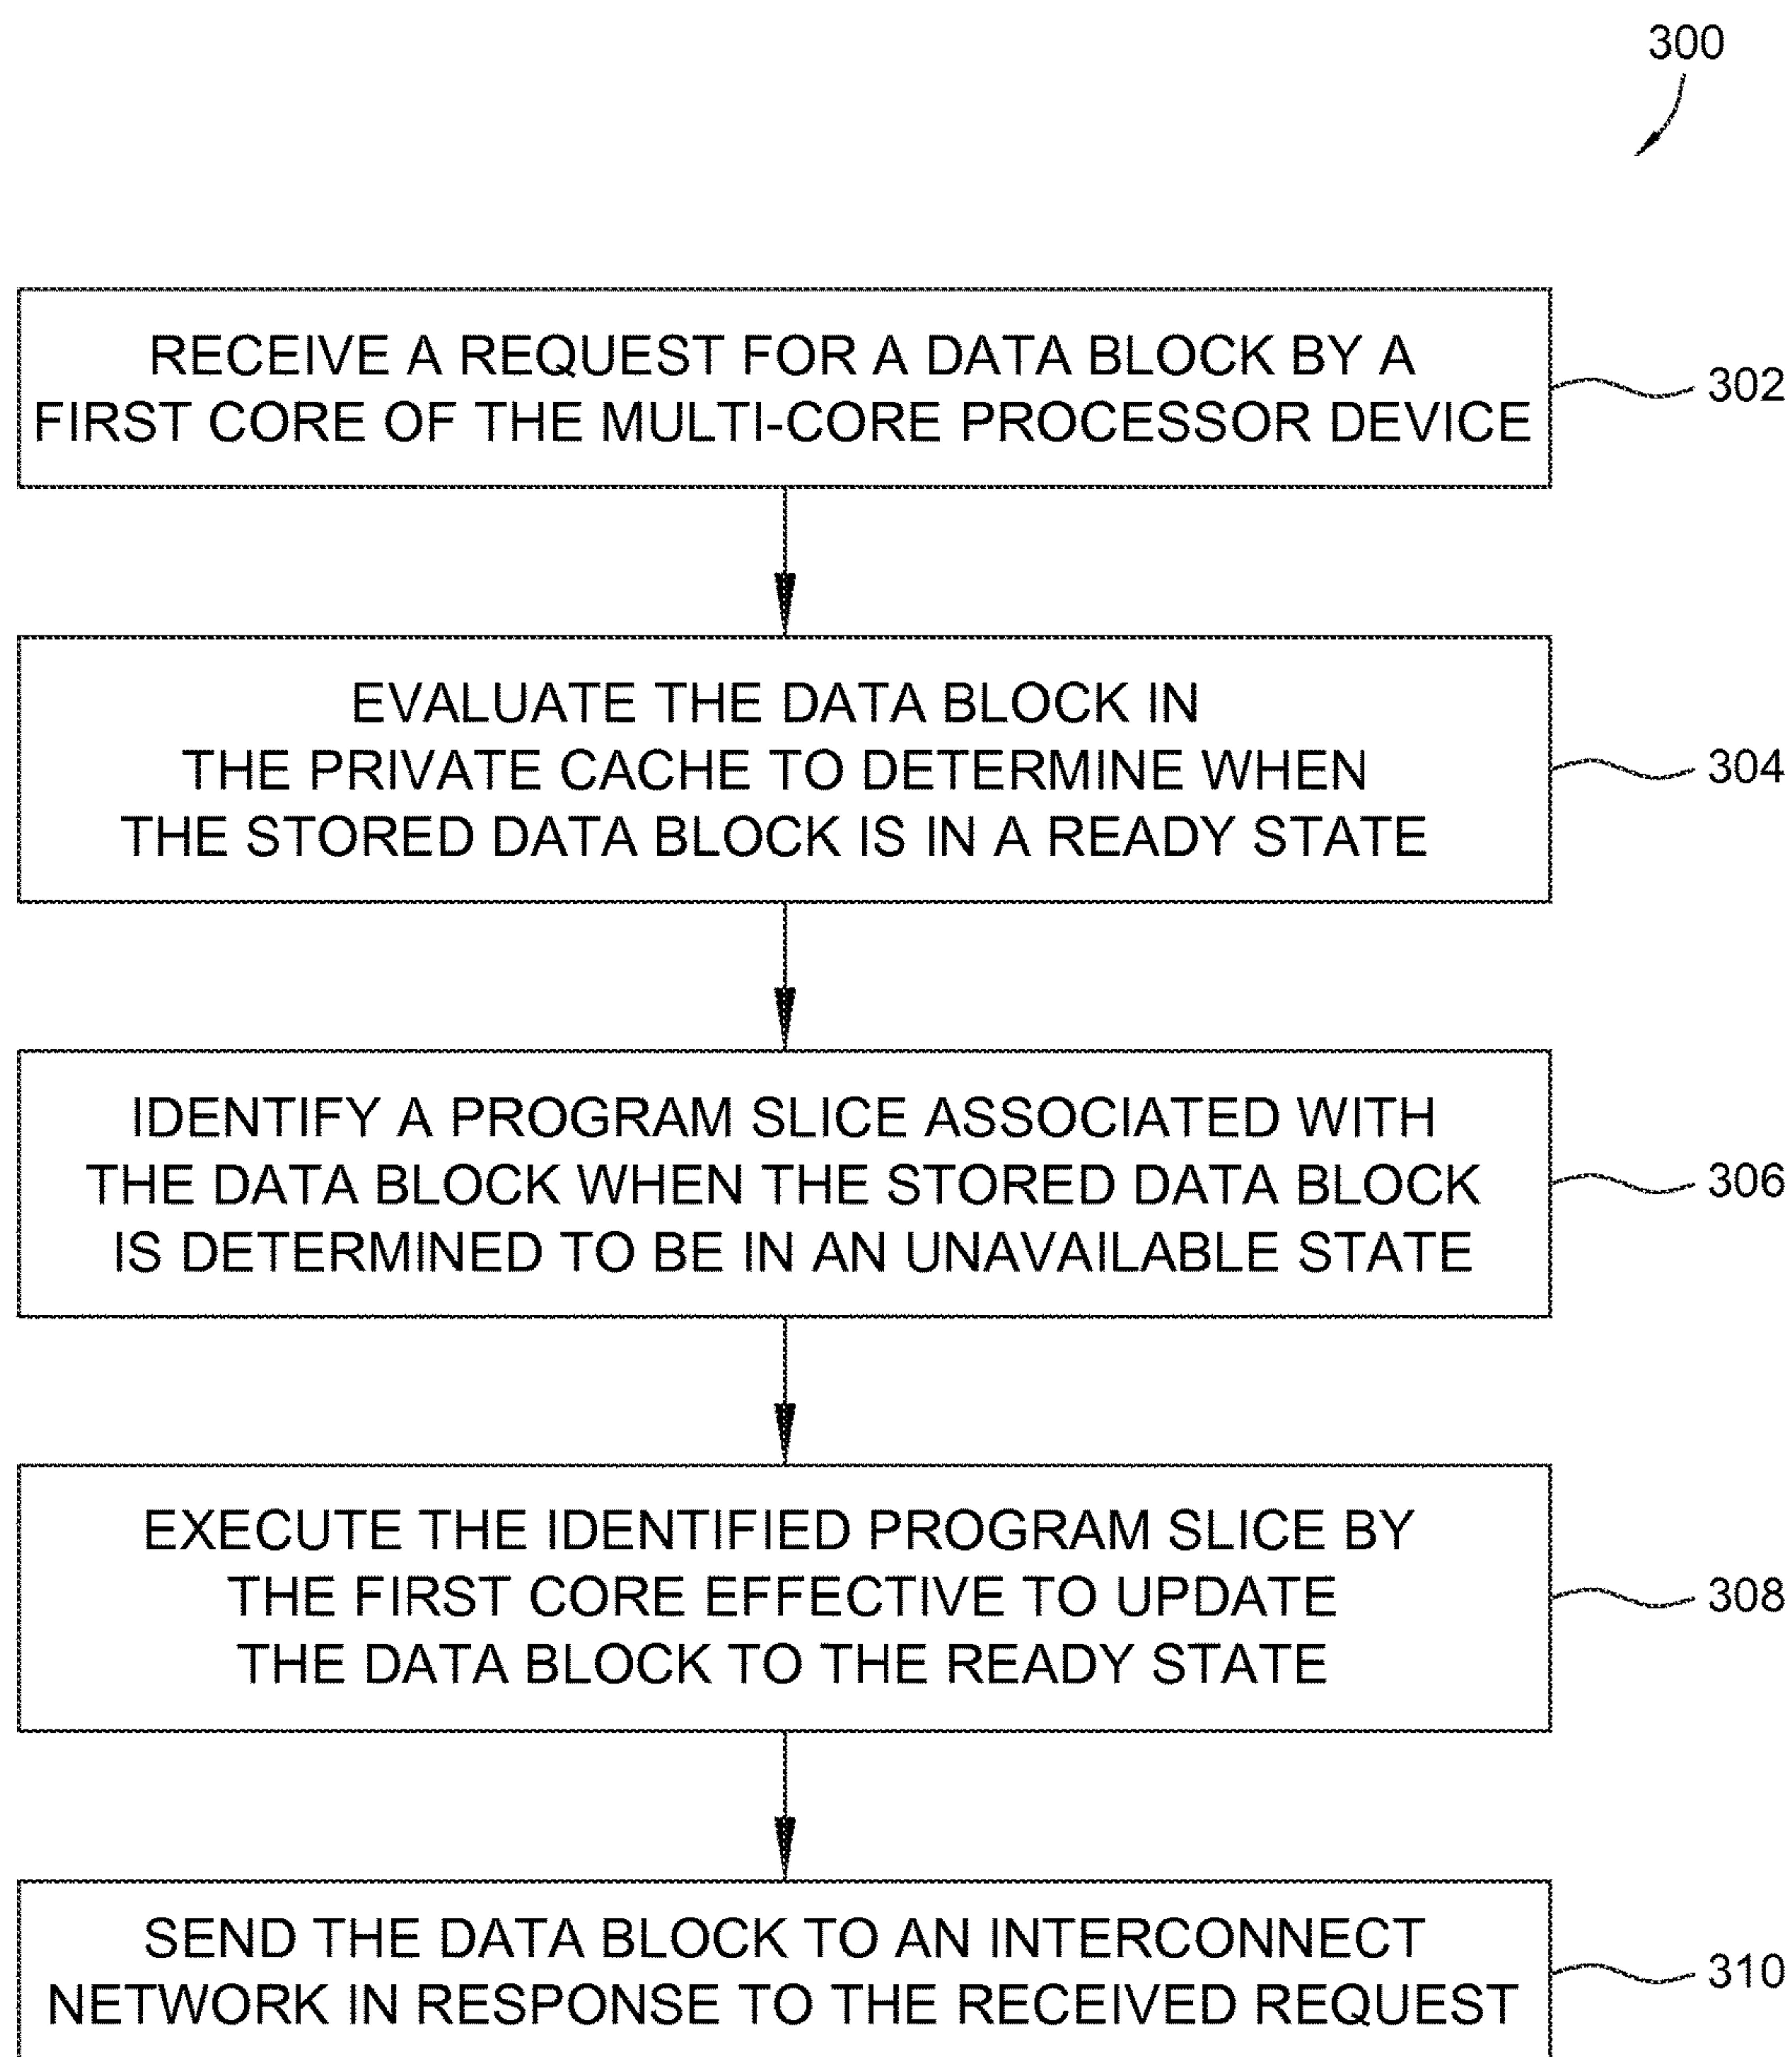 300
RECEIVE A REQUEST FOR A DATA BLOCK BY A
FIRST CORE OF THE MULTI-CORE PROCESSOR DEVICE
302
EVALUATE THE DATA BLOCK IN
THE PRIVATE CACHE TO DETERMINE WHEN
THE STORED DATA BLOCK IS IN A READY STATE
304
IDENTIFY A PROGRAM SLICE ASSOCIATED WITH
THE DATA BLOCK WHEN THE STORED DATA BLOCK
IS DETERMINED TO BE IN AN UNAVAILABLE STATE
306
EXECUTE THE IDENTIFIED PROGRAM SLICE BY
THE FIRST CORE EFFECTIVE TO UPDATE
THE DATA BLOCK TO THE READY STATE
308
SEND THE DATA BLOCK TO AN INTERCONNECT
NETWORK IN RESPONSE TO THE RECEIVED REQUEST
310